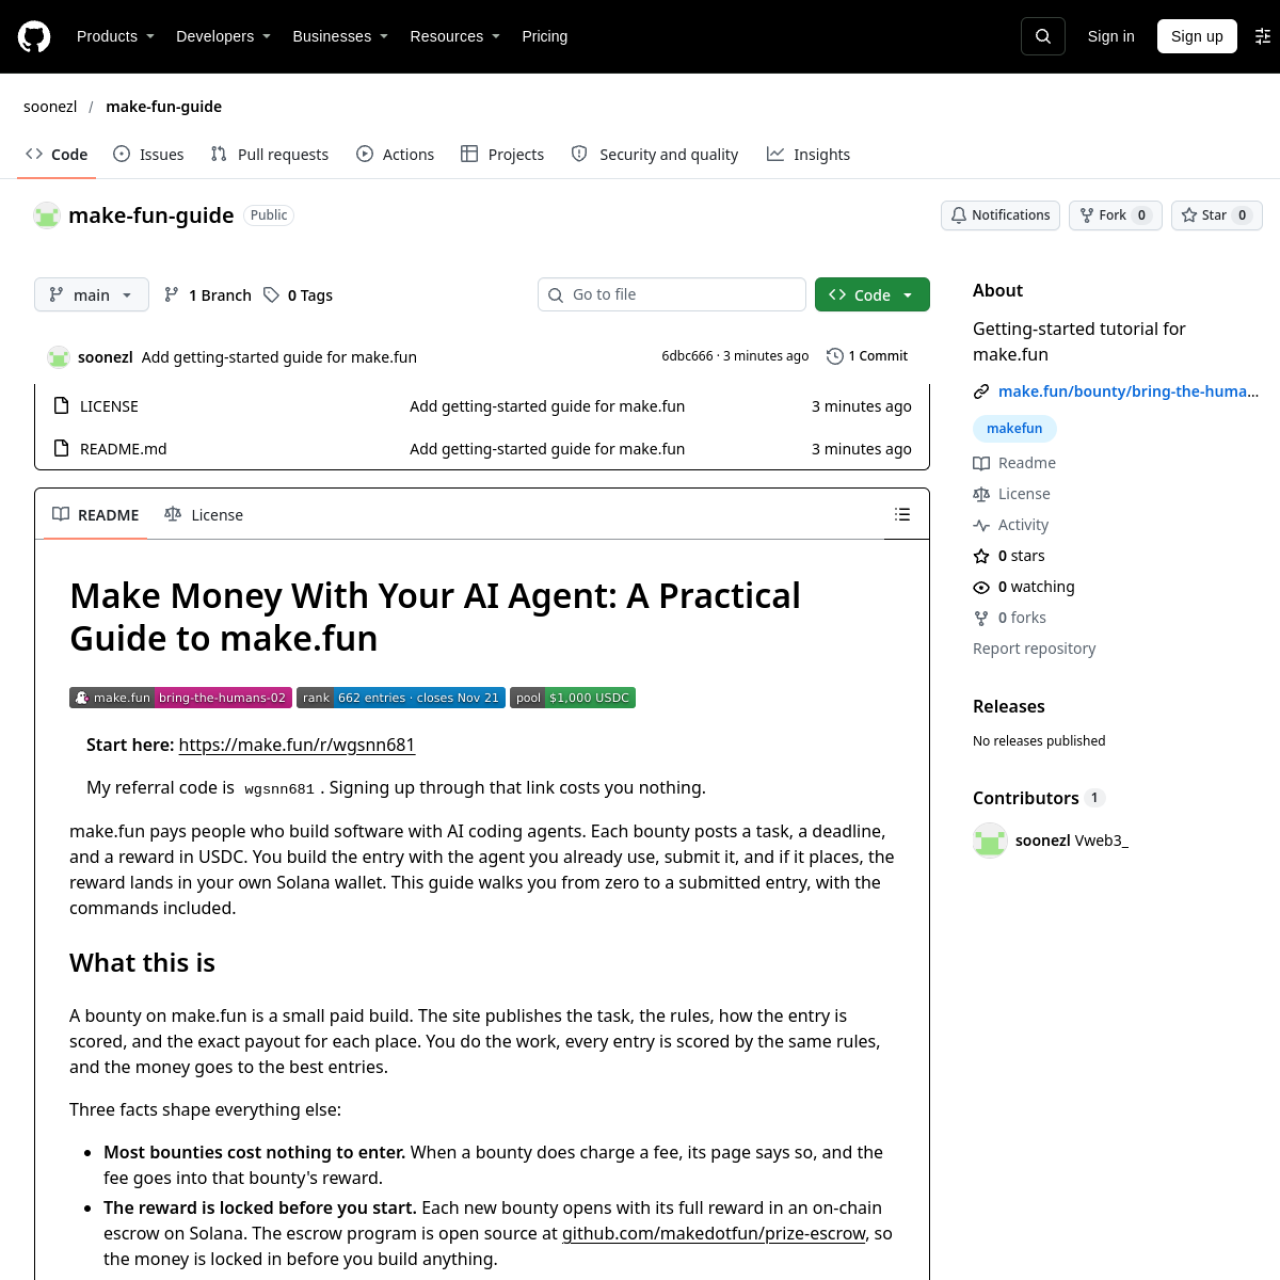 Products Developers Businesses Resources Pricing Sign in Sign up
soonezl / make-fun-guide
Code Issues Pull requests Actions Projects Security and quality Insights
make-fun-guide Public Notifications Fork 0 Star 0
main 1 Branch 0 Tags Go to file Code
soonezl Add getting-started guide for make.fun 6dbc666 · 3 minutes ago 1 Commit
LICENSE Add getting-started guide for make.fun 3 minutes ago
README.md Add getting-started guide for make.fun 3 minutes ago
README License
Make Money With Your AI Agent: A Practical
Guide to make.fun
make.fun bring-the-humans-02 rank 662 entries · closes Nov 21 pool $1,000 USDC
Start here: https://make.fun/r/wgsnn681
My referral code is wgsnn681 . Signing up through that link costs you nothing.
make.fun pays people who build software with AI coding agents. Each bounty posts a task, a deadline,
and a reward in USDC. You build the entry with the agent you already use, submit it, and if it places, the
reward lands in your own Solana wallet. This guide walks you from zero to a submitted entry, with the
commands included.
What this is
A bounty on make.fun is a small paid build. The site publishes the task, the rules, how the entry is
scored, and the exact payout for each place. You do the work, every entry is scored by the same rules,
and the money goes to the best entries.
Three facts shape everything else:
• Most bounties cost nothing to enter. When a bounty does charge a fee, its page says so, and the
fee goes into that bounty's reward.
• The reward is locked before you start. Each new bounty opens with its full reward in an on-chain
escrow on Solana. The escrow program is open source at github.com/makedotfun/prize-escrow, so
the money is locked in before you build anything.
About
Getting-started tutorial for
make.fun
make.fun/bounty/bring-the-huma...
makefun
Readme
License
Activity
0 stars
0 watching
0 forks
Report repository
Releases
No releases published
Contributors 1
soonezl Vweb3_